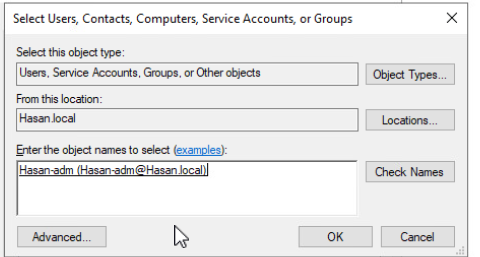 Select Users, Contacts, Computers, Service Accounts, or Groups
Select this object type:
Users, Service Accounts, Groups, or Other objects
Object Types...
From this location:
Hasan.local
Locations...
Enter the object names to select (examples):
Hasan-adm (Hasan-adm@Hasan.local)
Check Names
Advanced...
OK
Cancel